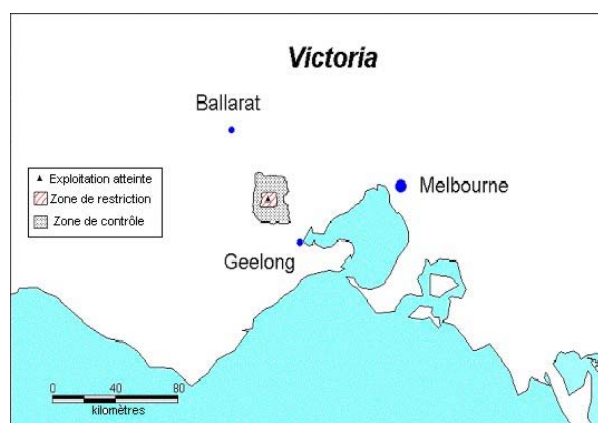 Victoria
Ballarat
Exploitation atteinte
Zone de restriction
Zone de contrôle
Melbourne
Geelong
0 40 80
kilomètres